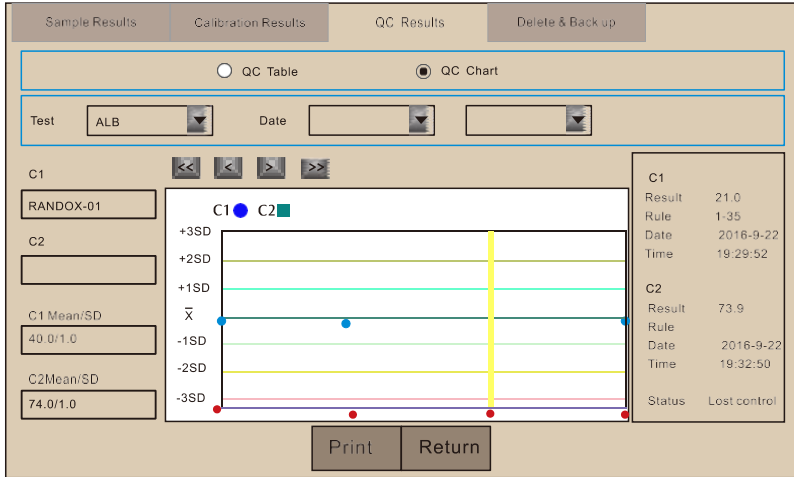 Sample Results
Calibration Results
QC Results
Delete & Back up
QC Table
QC Chart
Test
ALB
Date
C1
<<
<
>
>>
RANDOX-01
C2
C1 Mean/SD
40.0/1.0
C2Mean/SD
74.0/1.0
C1 C2
+3SD
+2SD
+1SD
X̅
-1SD
-2SD
-3SD
C1
Result 21.0
Rule 1-35
Date 2016-9-22
Time 19:29:52
C2
Result 73.9
Rule
Date 2016-9-22
Time 19:32:50
Status Lost control
Print
Return